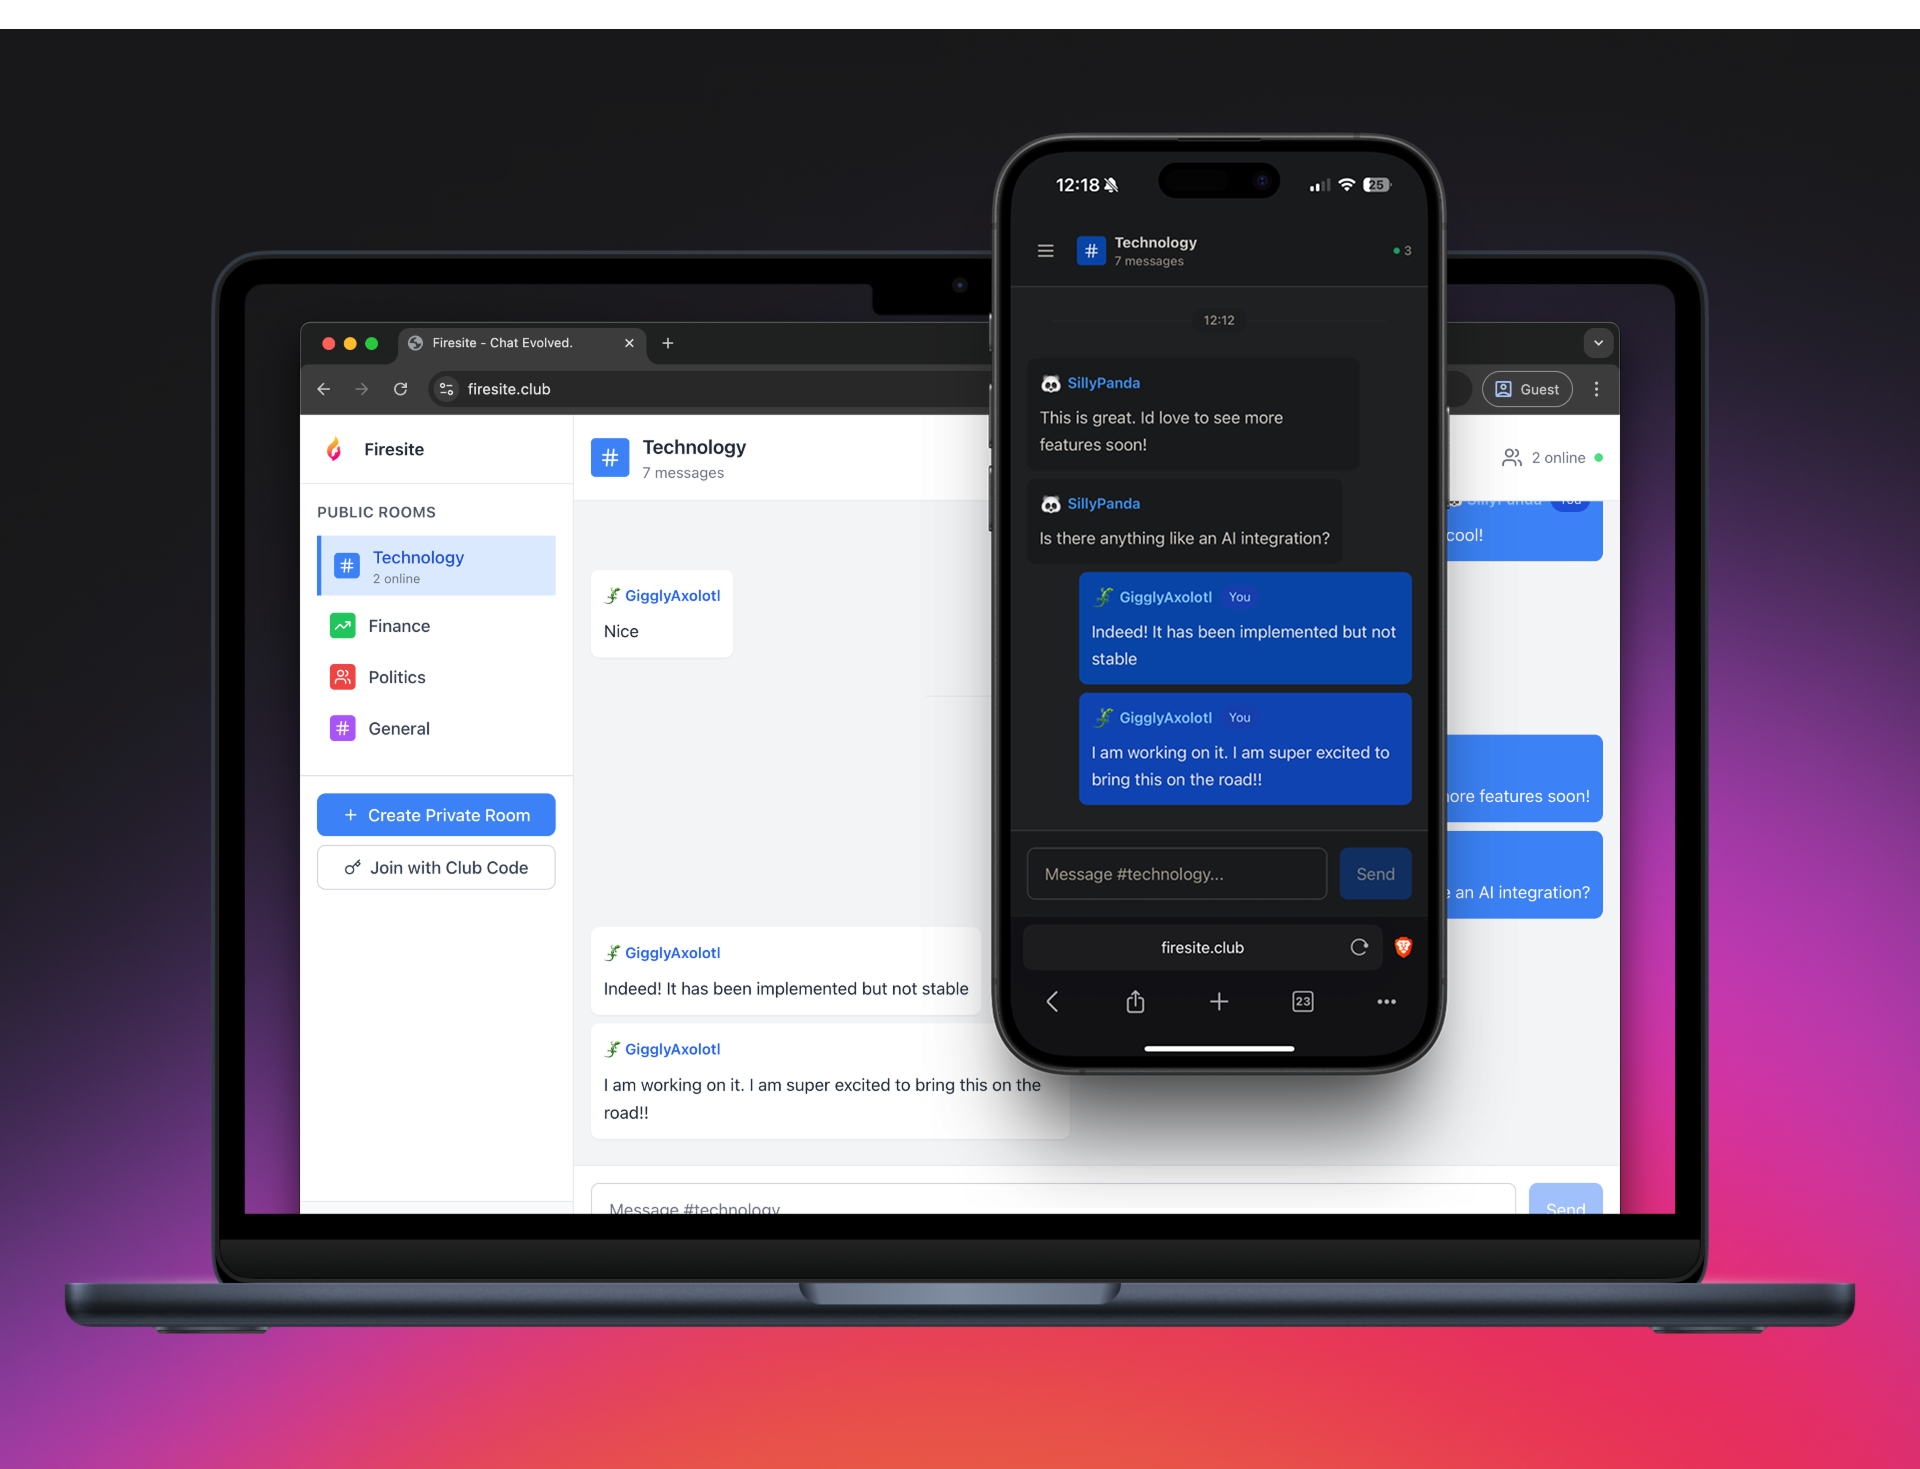 Firesite - Chat Evolved.
firesite.club
Guest
Firesite
PUBLIC ROOMS
Technology
2 online
Finance
Politics
General
Create Private Room
Join with Club Code
Technology
7 messages
2 online
SillyPanda You
cool!
GigglyAxolotl
Nice
ore features soon!
an AI integration?
GigglyAxolotl
Indeed! It has been implemented but not stable
GigglyAxolotl
I am working on it. I am super excited to bring this on the
road!!
Message #technology
Send
12:18
25
Technology
7 messages
3
12:12
SillyPanda
This is great. Id love to see more
features soon!
SillyPanda
Is there anything like an AI integration?
GigglyAxolotl You
Indeed! It has been implemented but not
stable
GigglyAxolotl You
I am working on it. I am super excited to
bring this on the road!!
Message #technology...
Send
firesite.club
23